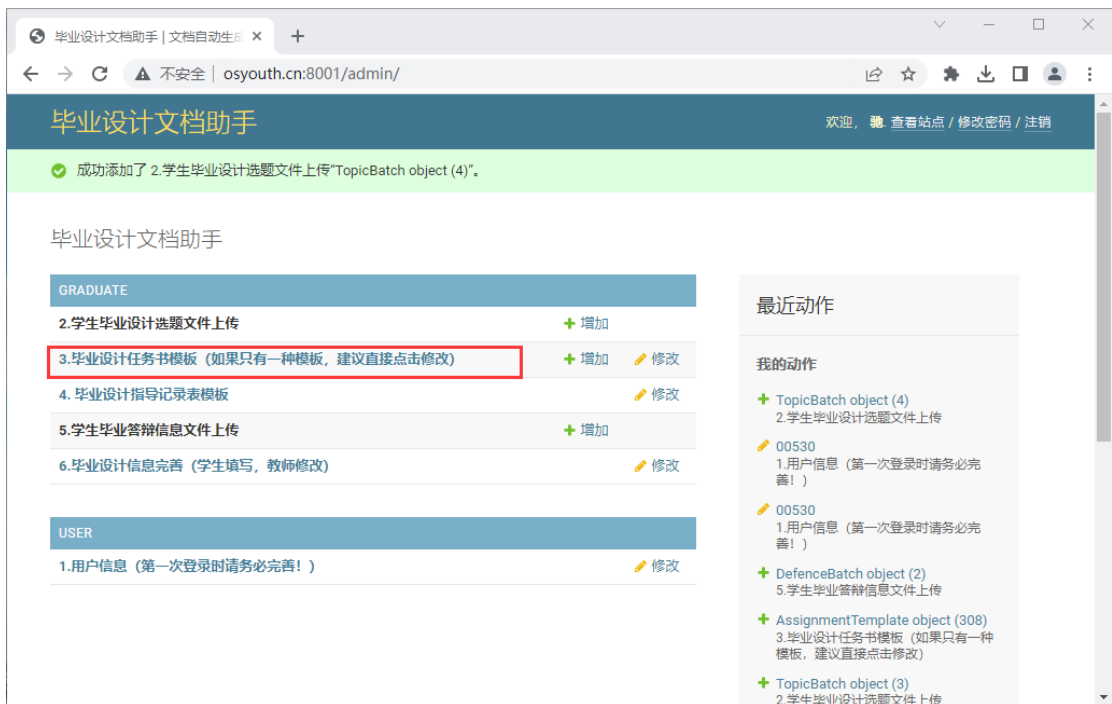 毕业设计文档助手 | 文档自动生成
不安全 | osyouth.cn:8001/admin/
毕业设计文档助手
欢迎, 驰. 查看站点 / 修改密码 / 注销
成功添加了 2.学生毕业设计选题文件上传“TopicBatch object (4)”。
毕业设计文档助手
GRADUATE
2.学生毕业设计选题文件上传 增加
3.毕业设计任务书模板（如果只有一种模板，建议直接点击修改） 增加 修改
4. 毕业设计指导记录表模板 修改
5.学生毕业答辩信息文件上传 增加
6.毕业设计信息完善（学生填写，教师修改） 修改
USER
1.用户信息（第一次登录时请务必完善！） 修改
最近动作
我的动作
TopicBatch object (4)
2.学生毕业设计选题文件上传
00530
1.用户信息（第一次登录时请务必完
善！）
00530
1.用户信息（第一次登录时请务必完
善！）
DefenceBatch object (2)
5.学生毕业答辩信息文件上传
AssignmentTemplate object (308)
3.毕业设计任务书模板（如果只有一种
模板，建议直接点击修改）
TopicBatch object (3)
2.学生毕业设计选题文件上传